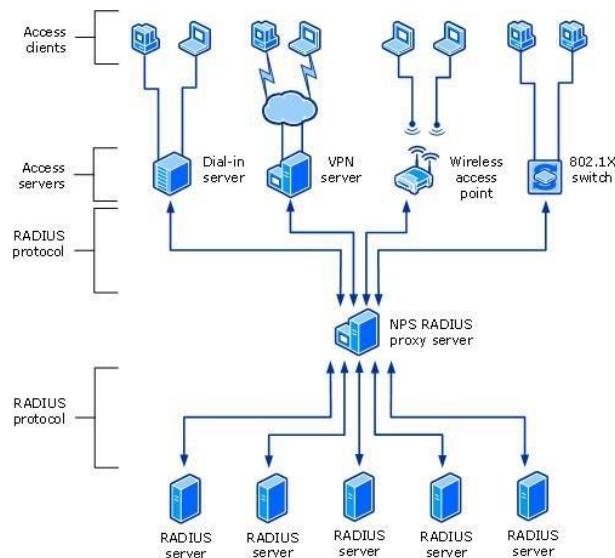 Access
clients
Access
servers
Dial-in
server
VPN
server
Wireless
access
point
802.1X
switch
RADIUS
protocol
NPS RADIUS
proxy server
RADIUS
protocol
RADIUS
server
RADIUS
server
RADIUS
server
RADIUS
server
RADIUS
server